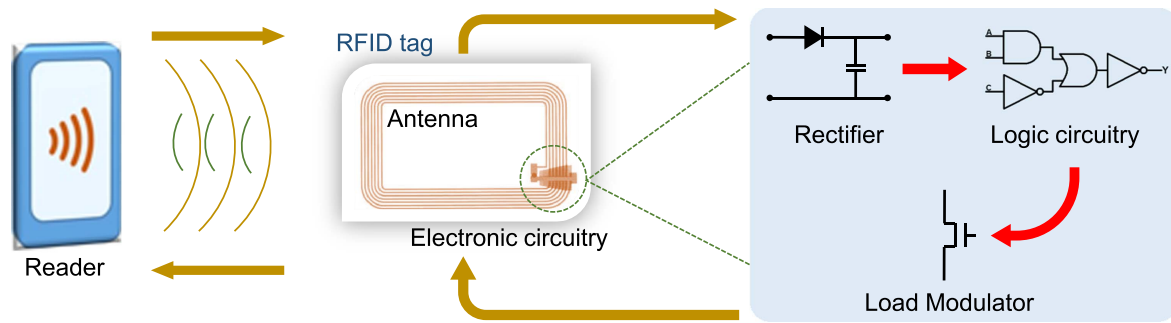 RFID tag
Antenna
Electronic circuitry
Reader
A
B
C
Y
Rectifier
Logic circuitry
Load Modulator